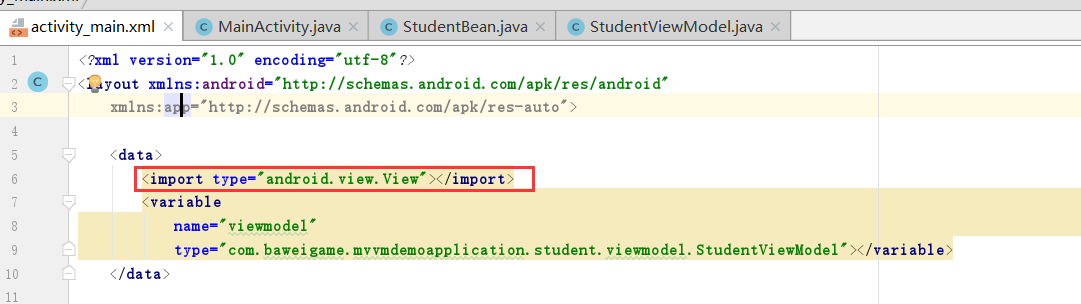 y_main.xml
activity_main.xml MainActivity.java StudentBean.java StudentViewModel.java
1 <?xml version="1.0" encoding="utf-8"?>
2 <layout xmlns:android="http://schemas.android.com/apk/res/android"
3 xmlns:app="http://schemas.android.com/apk/res-auto">
4
5 <data>
6 <import type="android.view.View"></import>
7 <variable
8 name="viewmodel"
9 type="com.baweigame.mvvmdemoapplication.student.viewmodel.StudentViewModel"></variable>
10 </data>
11